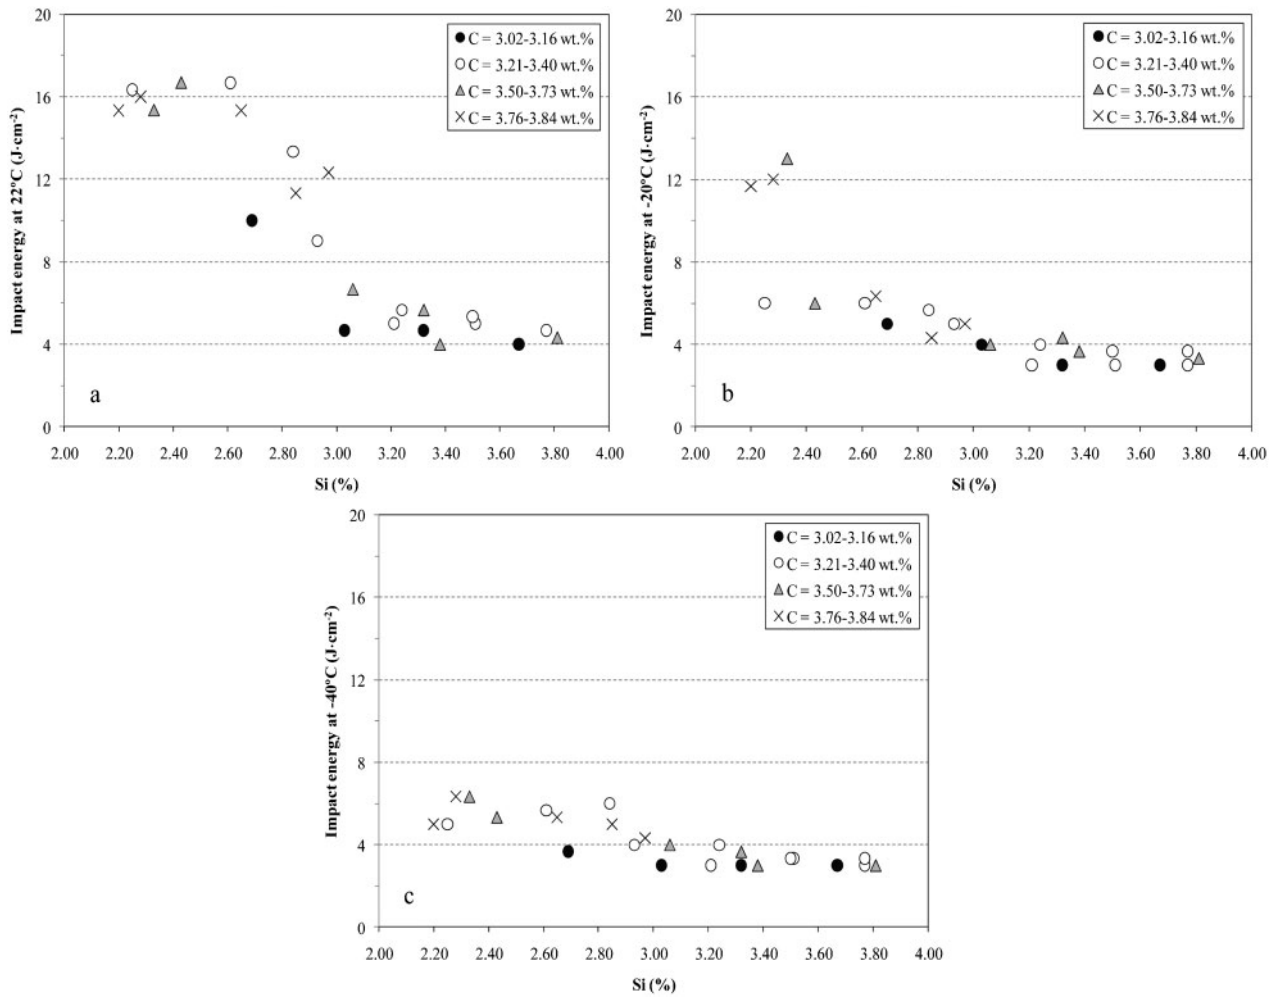 20
16
12
8
4
0
Impact energy at 22ºC (J·cm⁻²)
C = 3.02-3.16 wt.%
C = 3.21-3.40 wt.%
C = 3.50-3.73 wt.%
C = 3.76-3.84 wt.%
a
2.00 2.20 2.40 2.60 2.80 3.00 3.20 3.40 3.60 3.80 4.00
Si (%)
20
16
12
8
4
0
Impact energy at -20ºC (J·cm⁻²)
C = 3.02-3.16 wt.%
C = 3.21-3.40 wt.%
C = 3.50-3.73 wt.%
C = 3.76-3.84 wt.%
b
2.00 2.20 2.40 2.60 2.80 3.00 3.20 3.40 3.60 3.80 4.00
Si (%)
20
16
12
8
4
0
Impact energy at -40ºC (J·cm⁻²)
C = 3.02-3.16 wt.%
C = 3.21-3.40 wt.%
C = 3.50-3.73 wt.%
C = 3.76-3.84 wt.%
c
2.00 2.20 2.40 2.60 2.80 3.00 3.20 3.40 3.60 3.80 4.00
Si (%)